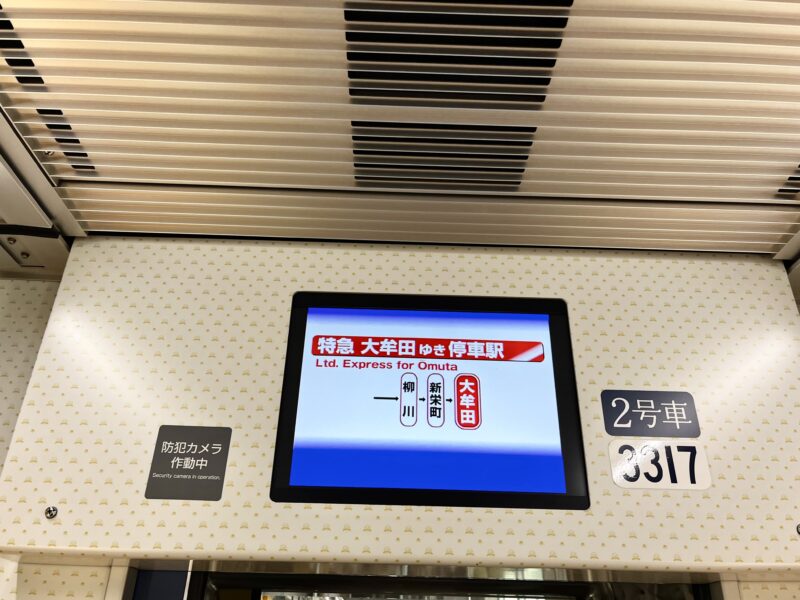 特急 大牟田ゆき停車駅
Ltd. Express for Omuta
→柳川→新栄町→大牟田
防犯カメラ
作動中
Security camera in operation.
2号車
3317